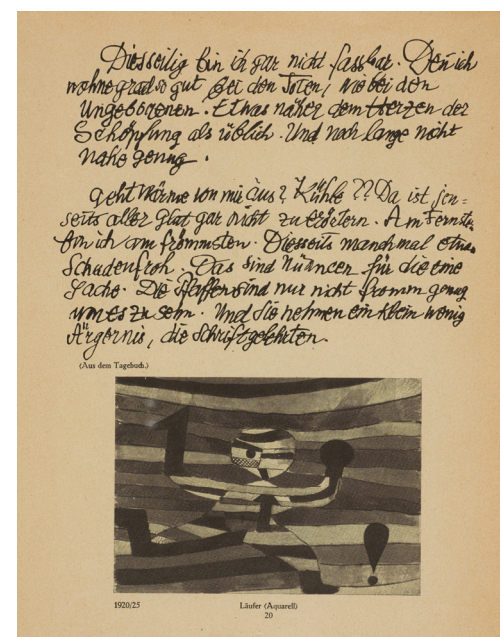 Diesseitig bin ich gar nicht fassbar. Denn ich
wohne grad so gut bei den Toten, wie bei den
Ungeborenen. Etwas näher dem Herzen der
Schöpfung als üblich. Und noch lange nicht
nahe genug.
Geht Wärme von mir aus? Kühle?? Da ist jen=
seits aller Glut gar nicht zu erörtern. Am Fernsten
bin ich am frömmsten. Diesseits manchmal etwas
Schadenfroh. Das sind Nüancen für die eine
Sache. Die Pfaffen sind nur nicht fromm genug
um es zu sehn. Und sie nehmen ein klein wenig
Ärgernis, die Schriftgelehrten.
(Aus dem Tagebuch.)
1920/25
Läufer (Aquarell)
20